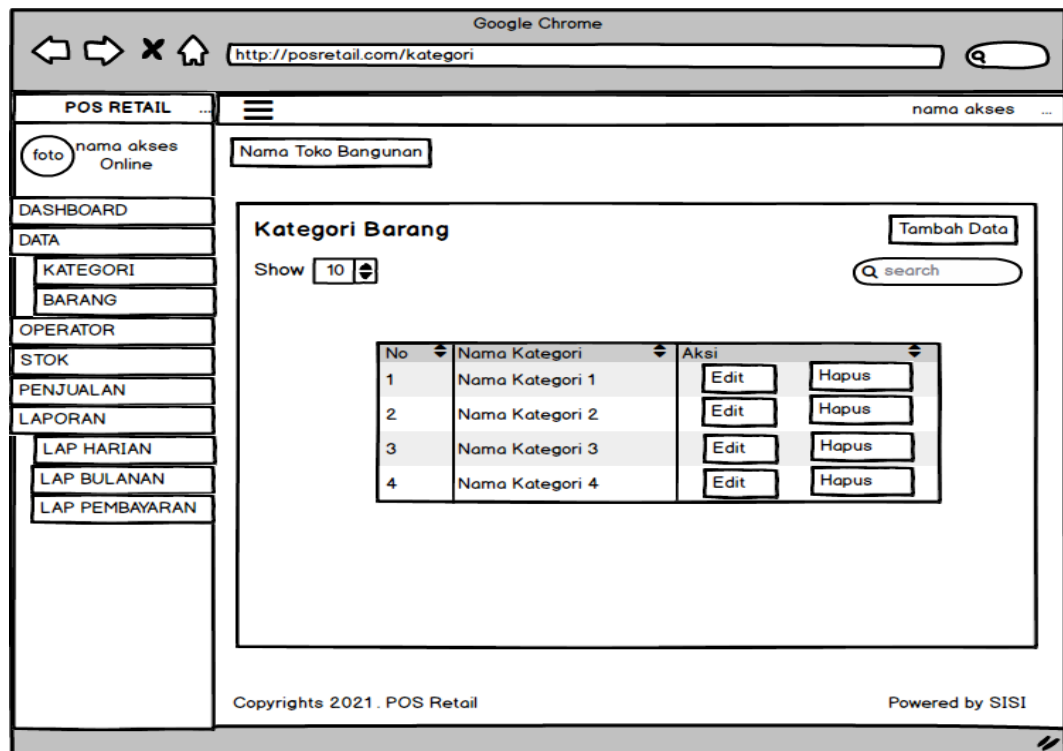 Google Chrome
http://posretail.com/kategori
POS RETAIL ...
nama akses ...
foto
nama akses
Online
Nama Toko Bangunan
DASHBOARD
DATA
KATEGORI
BARANG
OPERATOR
STOK
PENJUALAN
LAPORAN
LAP HARIAN
LAP BULANAN
LAP PEMBAYARAN
Kategori Barang
Tambah Data
Show 10
search
No Nama Kategori Aksi
1 Nama Kategori 1 Edit Hapus
2 Nama Kategori 2 Edit Hapus
3 Nama Kategori 3 Edit Hapus
4 Nama Kategori 4 Edit Hapus
Copyrights 2021. POS Retail
Powered by SISI